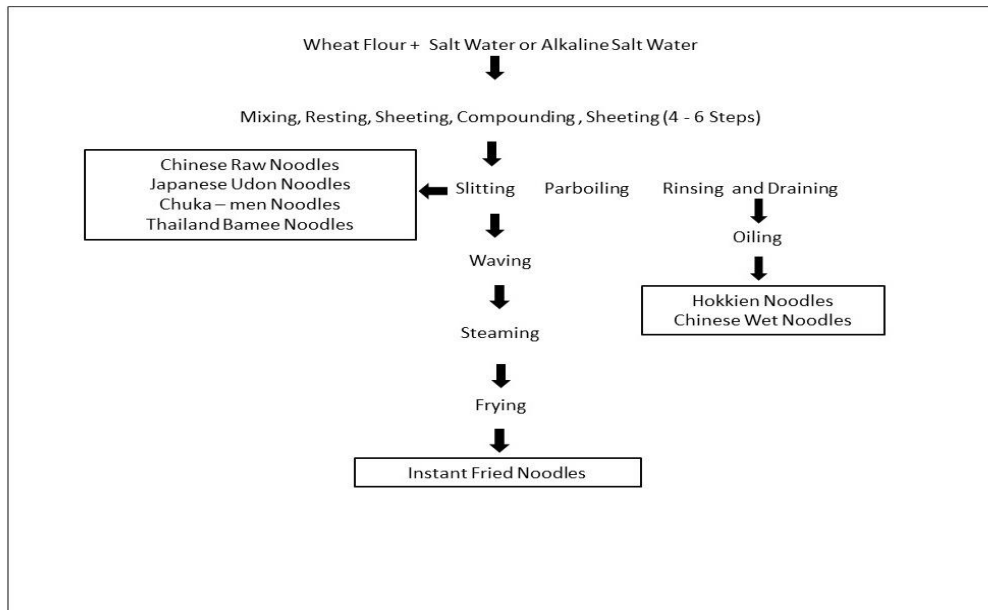 Wheat Flour + Salt Water or Alkaline Salt Water
Mixing, Resting, Sheeting, Compounding , Sheeting (4 - 6 Steps)
Chinese Raw Noodles
Japanese Udon Noodles
Chuka – men Noodles
Thailand Bamee Noodles
Slitting Parboiling Rinsing and Draining
Oiling
Waving
Hokkien Noodles
Chinese Wet Noodles
Steaming
Frying
Instant Fried Noodles